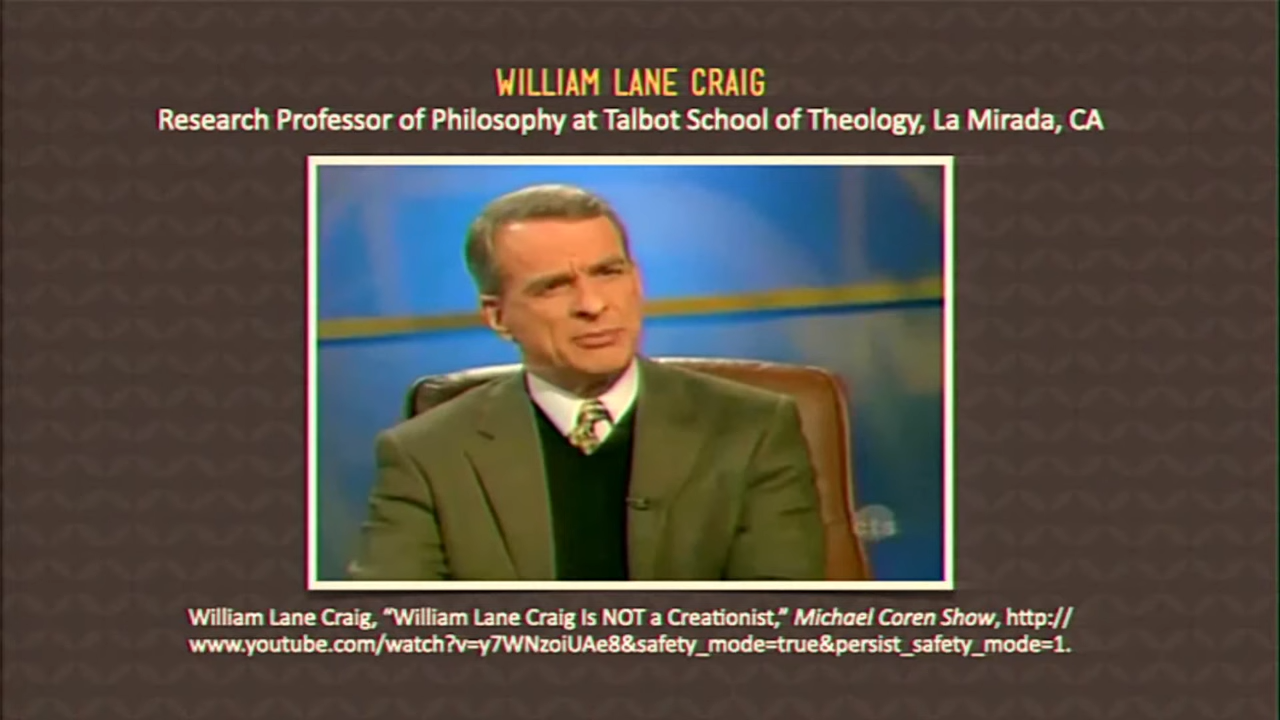 WILLIAM LANE CRAIG
Research Professor of Philosophy at Talbot School of Theology, La Mirada, CA
cts
William Lane Craig, “William Lane Craig Is NOT a Creationist,” Michael Coren Show, http://
www.youtube.com/watch?v=y7WNzoiUAe8&safety_mode=true&persist_safety_mode=1.